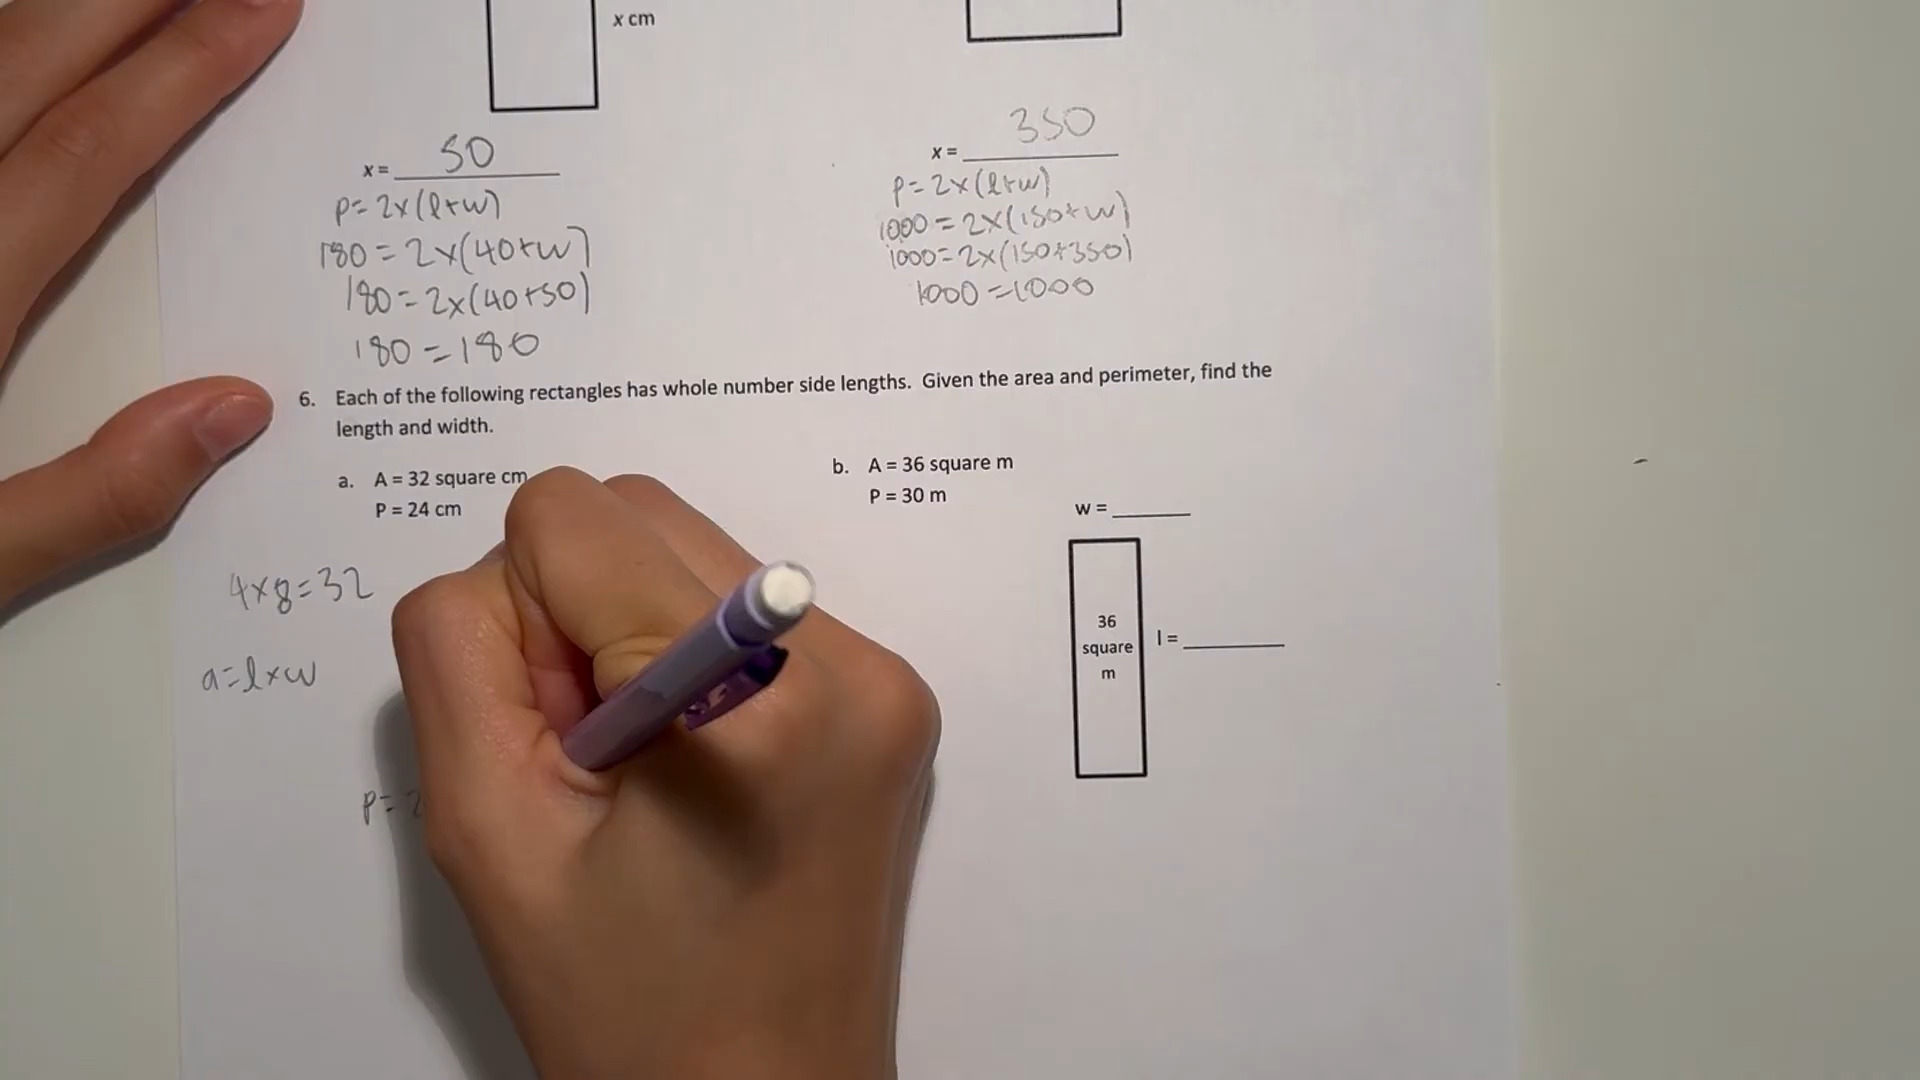 x cm
x = 50
p=2x(l+w)
180=2x(40+w)
180=2x(40+50)
180=180
x = 350
p=2x(l+w)
1000=2x(150+w)
1000=2x(150+350)
1000=1000
6. Each of the following rectangles has whole number side lengths. Given the area and perimeter, find the
length and width.
a. A = 32 square cm
P = 24 cm
4x8=32
a=lxw
p=2
b. A = 36 square m
P = 30 m
w = ________
36
square
m
l = __________